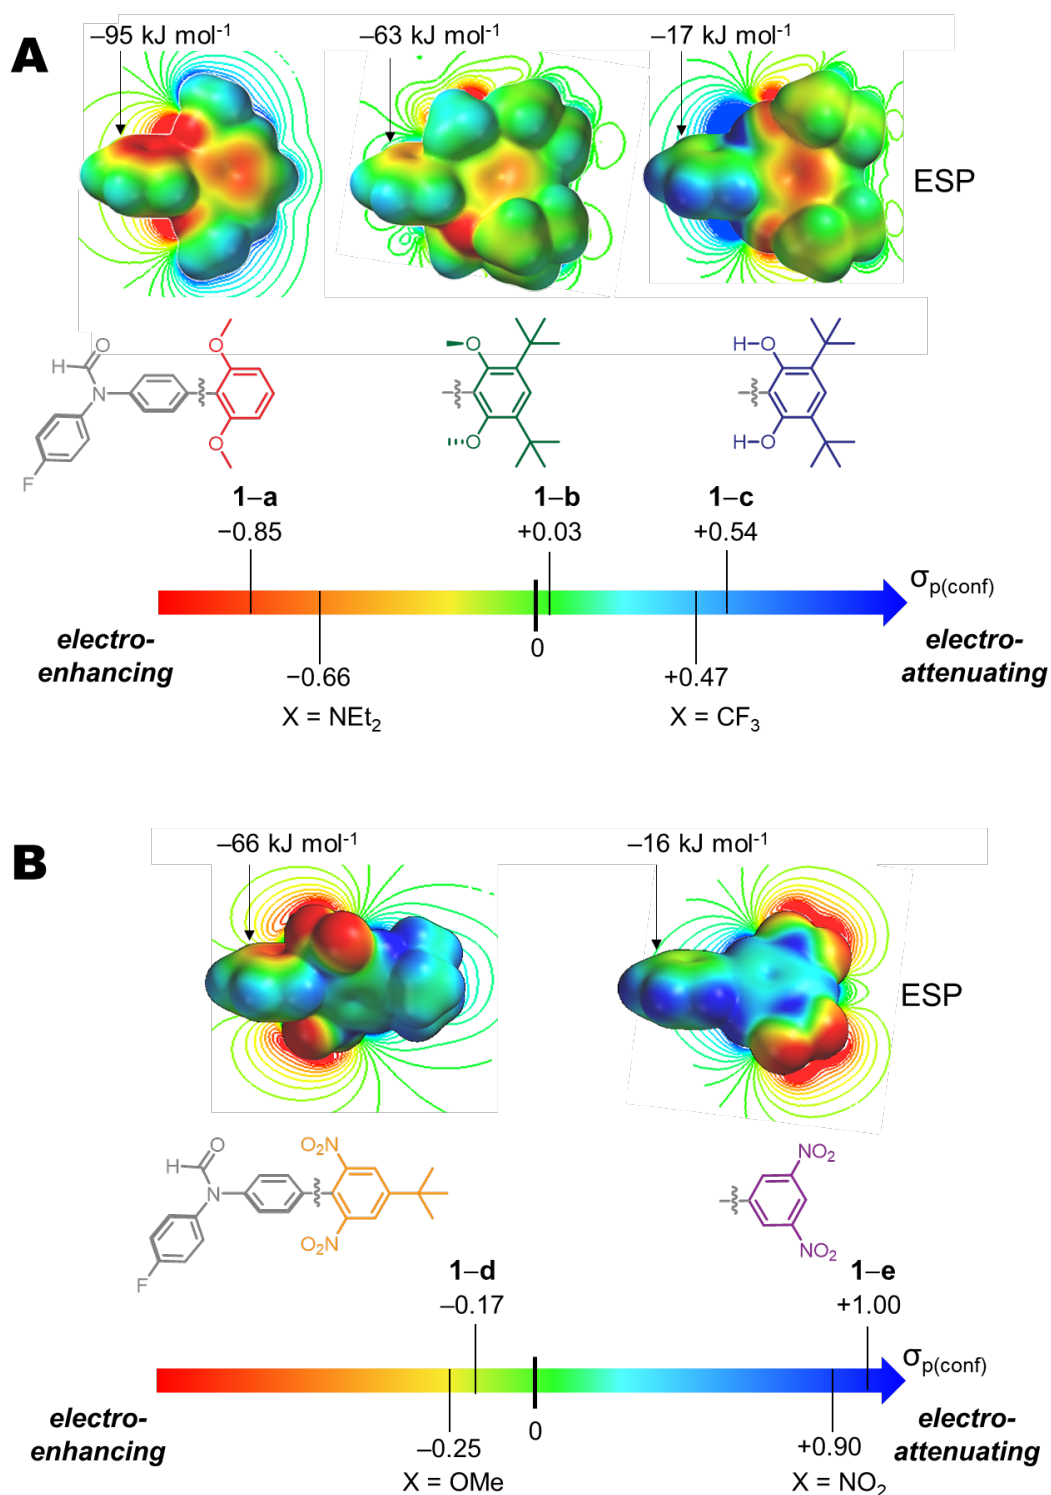 A
–95 kJ mol-1
–63 kJ mol-1
–17 kJ mol-1
ESP
H
O
N
F
O
O
O
O
H–O
H–O
1–a
1–b
1–c
−0.85
+0.03
+0.54
σp(conf)
electro-
enhancing
0
electro-
attenuating
−0.66
+0.47
X = NEt2
X = CF3
B
–66 kJ mol-1
–16 kJ mol-1
ESP
H
O
N
F
O2N
O2N
NO2
NO2
1–d
1–e
–0.17
+1.00
σp(conf)
electro-
enhancing
0
electro-
attenuating
–0.25
+0.90
X = OMe
X = NO2